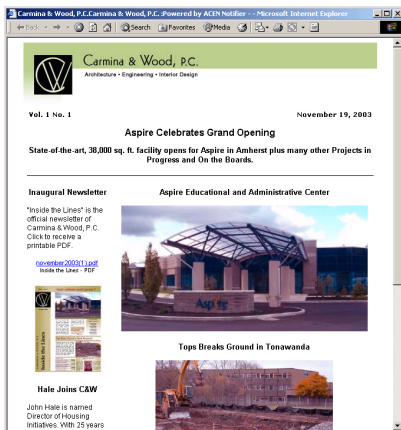 Carmina & Wood, P.C.Carmina & Wood, P.C. :Powered by ACEN Notifier - - Microsoft Internet Explorer
Back
Search Favorites Media
Carmina & Wood, P.C.
Architecture • Engineering • Interior Design
Vol. 1 No. 1
November 19, 2003
Aspire Celebrates Grand Opening
State-of-the-art, 38,000 sq. ft. facility opens for Aspire in Amherst plus many other Projects in
Progress and On the Boards.
Inaugural Newsletter
"Inside the Lines" is the
official newsletter of
Carmina & Wood, P.C.
Click to receive a
printable PDF.
november2003(1).pdf
Inside the Lines - PDF
Inside the Lines
Hale Joins C&W
John Hale is named
Director of Housing
Initiatives. With 25 years
Aspire Educational and Administrative Center
Aspire
Tops Breaks Ground in Tonawanda